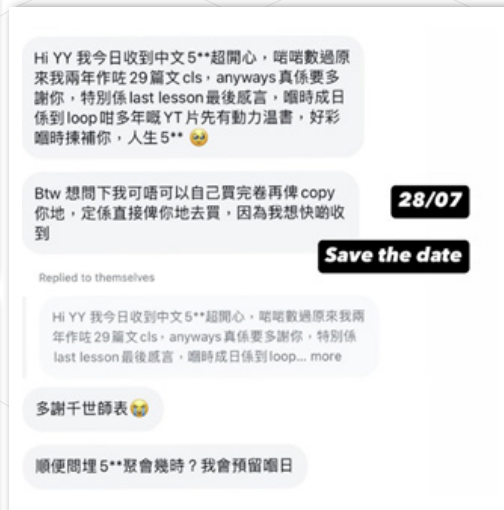 Hi YY 我今日收到中文5**超開心，啱啱數過原
來我兩年作咗29篇文cls，anyways真係要多
謝你，特別係last lesson最後感言，嗰時成日
係到loop咁多年嘅YT片先有動力温書，好彩
嗰時揀補你，人生5** 🥹
Btw 想問下我可唔可以自己買完卷再俾copy
你地，定係直接俾你地去買，因為我想快啲收
到
28/07
Save the date
Replied to themselves
Hi YY 我今日收到中文5**超開心，啱啱數過原來我兩
年作咗29篇文cls，anyways真係要多謝你，特別係
last lesson最後感言，嗰時成日係到loop... more
多謝千世師表😭
順便問埋5**聚會幾時？我會預留嗰日